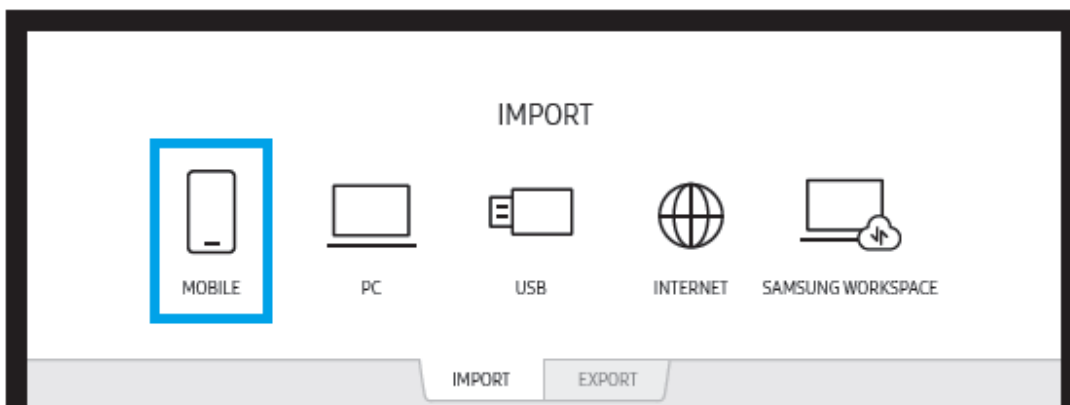 IMPORT
MOBILE PC USB INTERNET SAMSUNG WORKSPACE
IMPORT EXPORT